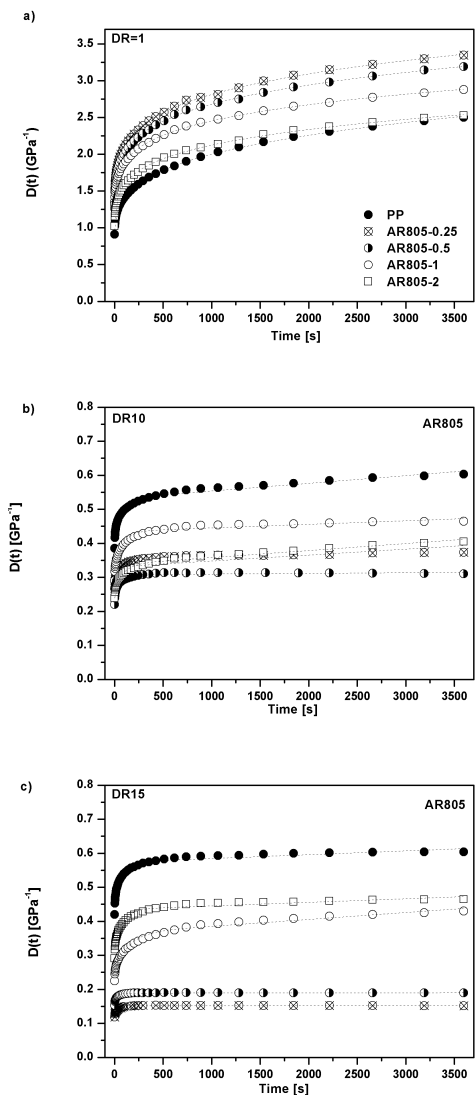 a)
DR=1
3.5
3.0
2.5
2.0
1.5
1.0
0.5
0.0
D(t) (GPa⁻¹)
PP
AR805-0.25
AR805-0.5
AR805-1
AR805-2
0 500 1000 1500 2000 2500 3000 3500
Time [s]
b)
DR10
AR805
0.8
0.7
0.6
0.5
0.4
0.3
0.2
0.1
0.0
D(t) [GPa⁻¹]
0 500 1000 1500 2000 2500 3000 3500
Time [s]
c)
DR15
AR805
0.8
0.7
0.6
0.5
0.4
0.3
0.2
0.1
0.0
D(t) [GPa⁻¹]
0 500 1000 1500 2000 2500 3000 3500
Time [s]